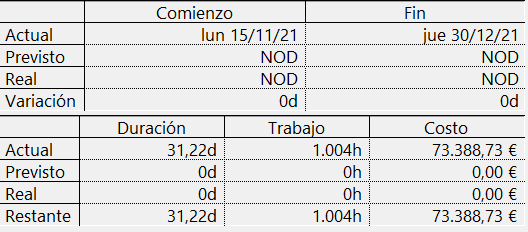 Comienzo Fin
Actual lun 15/11/21 jue 30/12/21
Previsto NOD NOD
Real NOD NOD
Variación 0d 0d
Duración Trabajo Costo
Actual 31,22d 1.004h 73.388,73 €
Previsto 0d 0h 0,00 €
Real 0d 0h 0,00 €
Restante 31,22d 1.004h 73.388,73 €